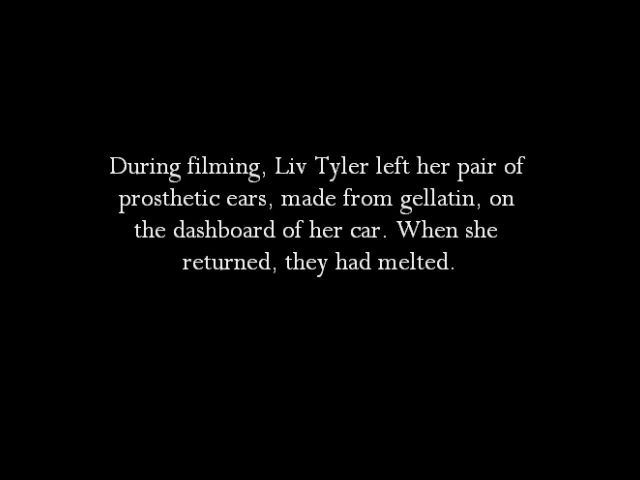 During filming, Liv Tyler left her pair of
prosthetic ears, made from gellatin, on
the dashboard of her car. When she
returned, they had melted.